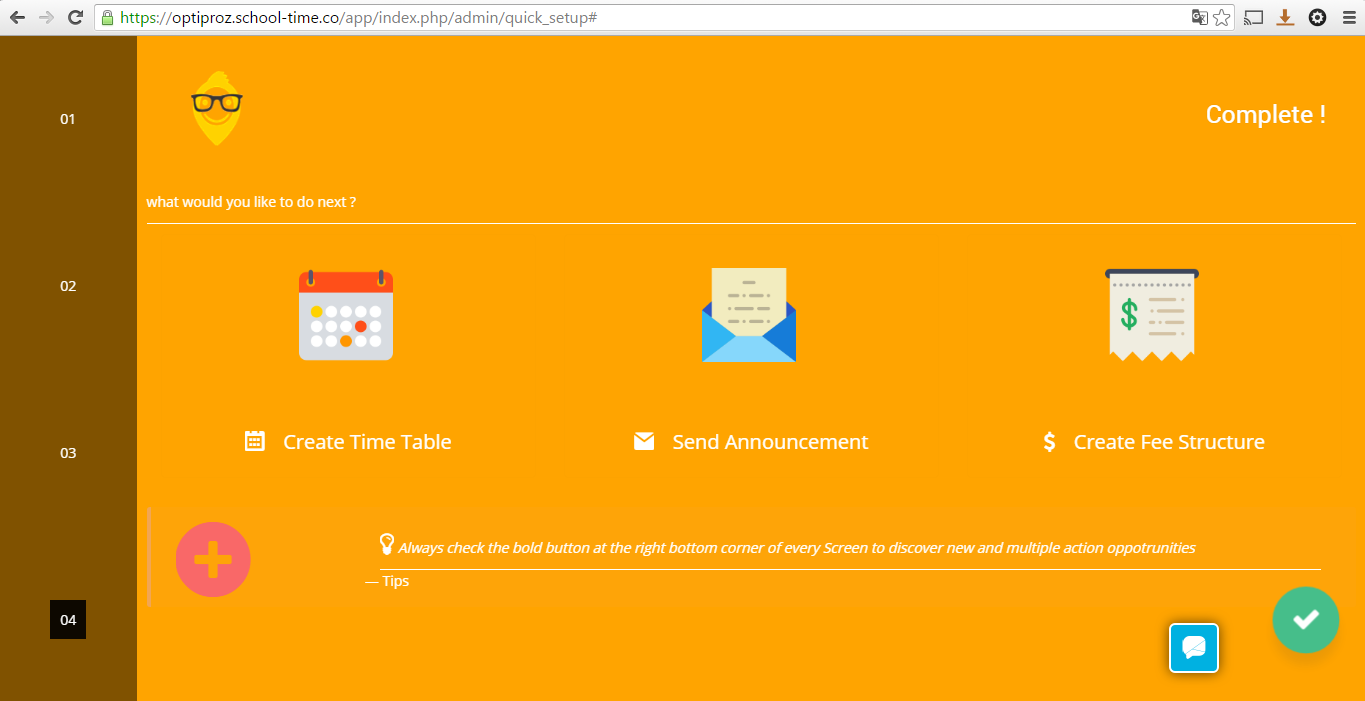 https://optiproz.school-time.co/app/index.php/admin/quick_setup#
01
Complete !
what would you like to do next ?
02
03
Create Time Table
Send Announcement
$
$ Create Fee Structure
Always check the bold button at the right bottom corner of every Screen to discover new and multiple action oppotrunities
— Tips
04